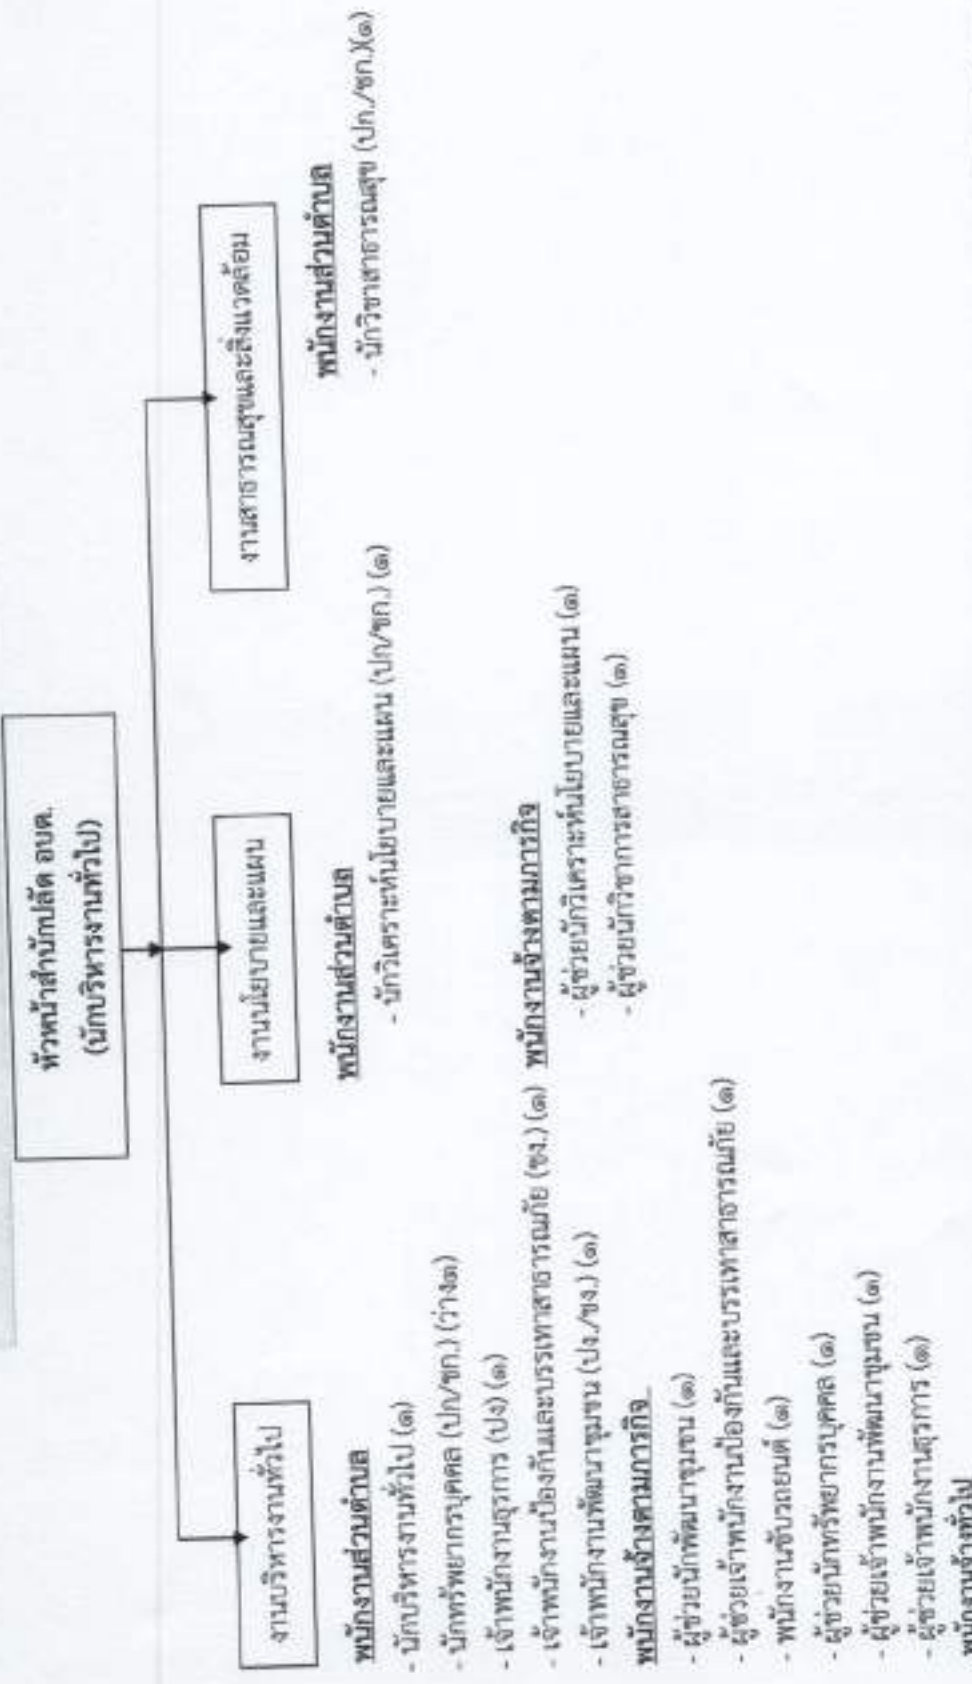 หัวหน้าสำนักปลัด อบต.
(นักบริหารงานทั่วไป)
งานบริหารงานทั่วไป
พนักงานส่วนตำบล
- นักบริหารงานทั่วไป (๑)
- นักทรัพยากรบุคคล (ปก/ชก.) (ว่าง๑)
- เจ้าพนักงานธุรการ (ปง) (๑)
- เจ้าพนักงานป้องกันและบรรเทาสาธารณภัย (ชง.) (๑)
- เจ้าพนักงานพัฒนาชุมชน (ปง./ชง.) (๑)
พนักงานจ้างตามภารกิจ
- ผู้ช่วยนักพัฒนาชุมชน (๑)
- ผู้ช่วยเจ้าพนักงานป้องกันและบรรเทาสาธารณภัย (๑)
- พนักงานขับรถยนต์ (๑)
- ผู้ช่วยนักทรัพยากรบุคคล (๑)
- ผู้ช่วยเจ้าพนักงานพัฒนาชุมชน (๑)
- ผู้ช่วยเจ้าพนักงานธุรการ (๑)
พนักงานจ้างทั่วไป
งานนโยบายและแผน
พนักงานส่วนตำบล
- นักวิเคราะห์นโยบายและแผน (ปก/ชก.) (๑)
พนักงานจ้างตามภารกิจ
- ผู้ช่วยนักวิเคราะห์นโยบายและแผน (๑)
- ผู้ช่วยนักวิชาการสาธารณสุข (๑)
งานสาธารณสุขและสิ่งแวดล้อม
พนักงานส่วนตำบล
- นักวิชาสาธารณสุข (ปก./ชก.)(๑)